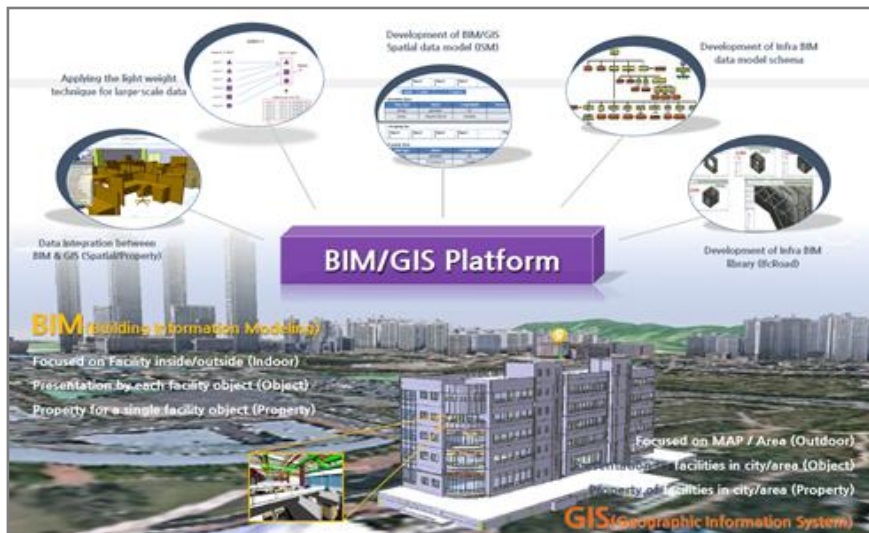 Development of BIM/GIS
Spatial data model (ISM)
Development of Infra BIM
data model schema
Applying the light weight
technique for large-scale data
Data Integration between
BIM & GIS (Spatial/Property)
BIM/GIS Platform
Development of Infra BIM
library (IfcRoad)
BIM (Building Information Modeling)
Focused on Facility inside/outside (Indoor)
Presentation by each facility object (Object)
Property for a single facility object (Property)
Focused on MAP / Area (Outdoor)
facilities in city/area (Object)
Property of facilities in city/area (Property)
GIS(Geographic Information System)